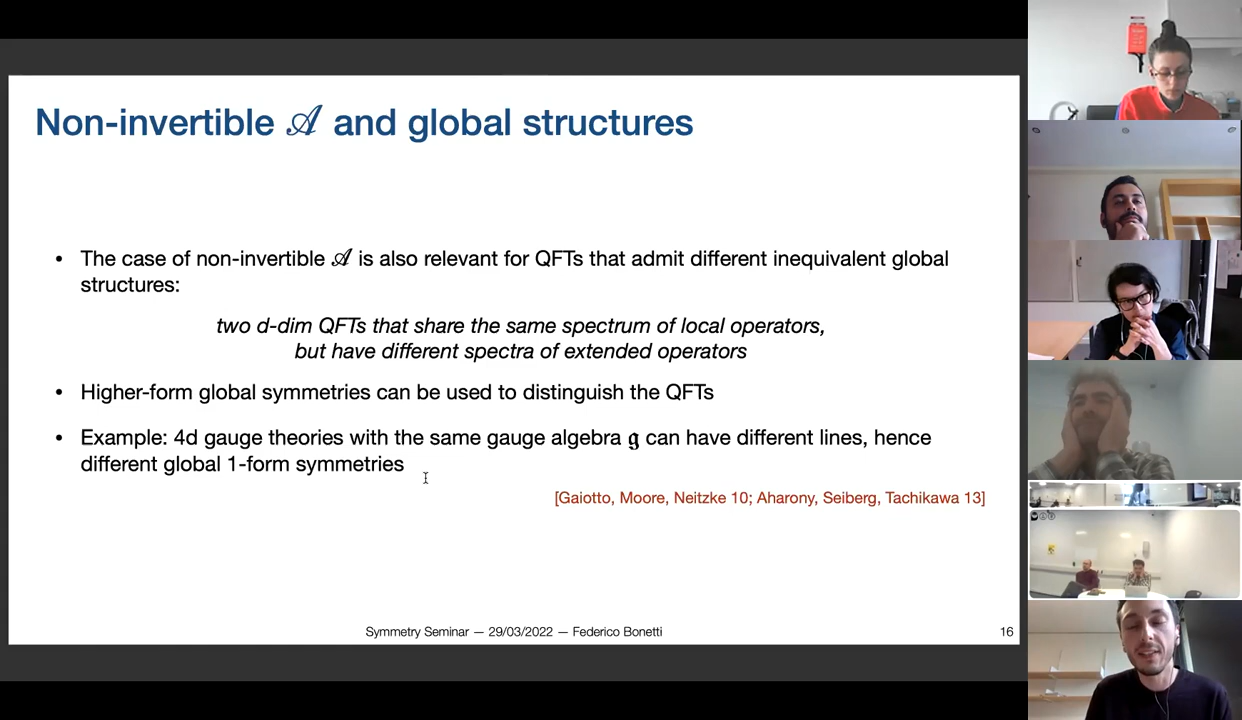 Non-invertible 𝒜 and global structures
• The case of non-invertible 𝒜 is also relevant for QFTs that admit different inequivalent global
structures:
two d-dim QFTs that share the same spectrum of local operators,
but have different spectra of extended operators
• Higher-form global symmetries can be used to distinguish the QFTs
• Example: 4d gauge theories with the same gauge algebra 𝔤 can have different lines, hence
different global 1-form symmetries
[Gaiotto, Moore, Neitzke 10; Aharony, Seiberg, Tachikawa 13]
Symmetry Seminar — 29/03/2022 — Federico Bonetti
16